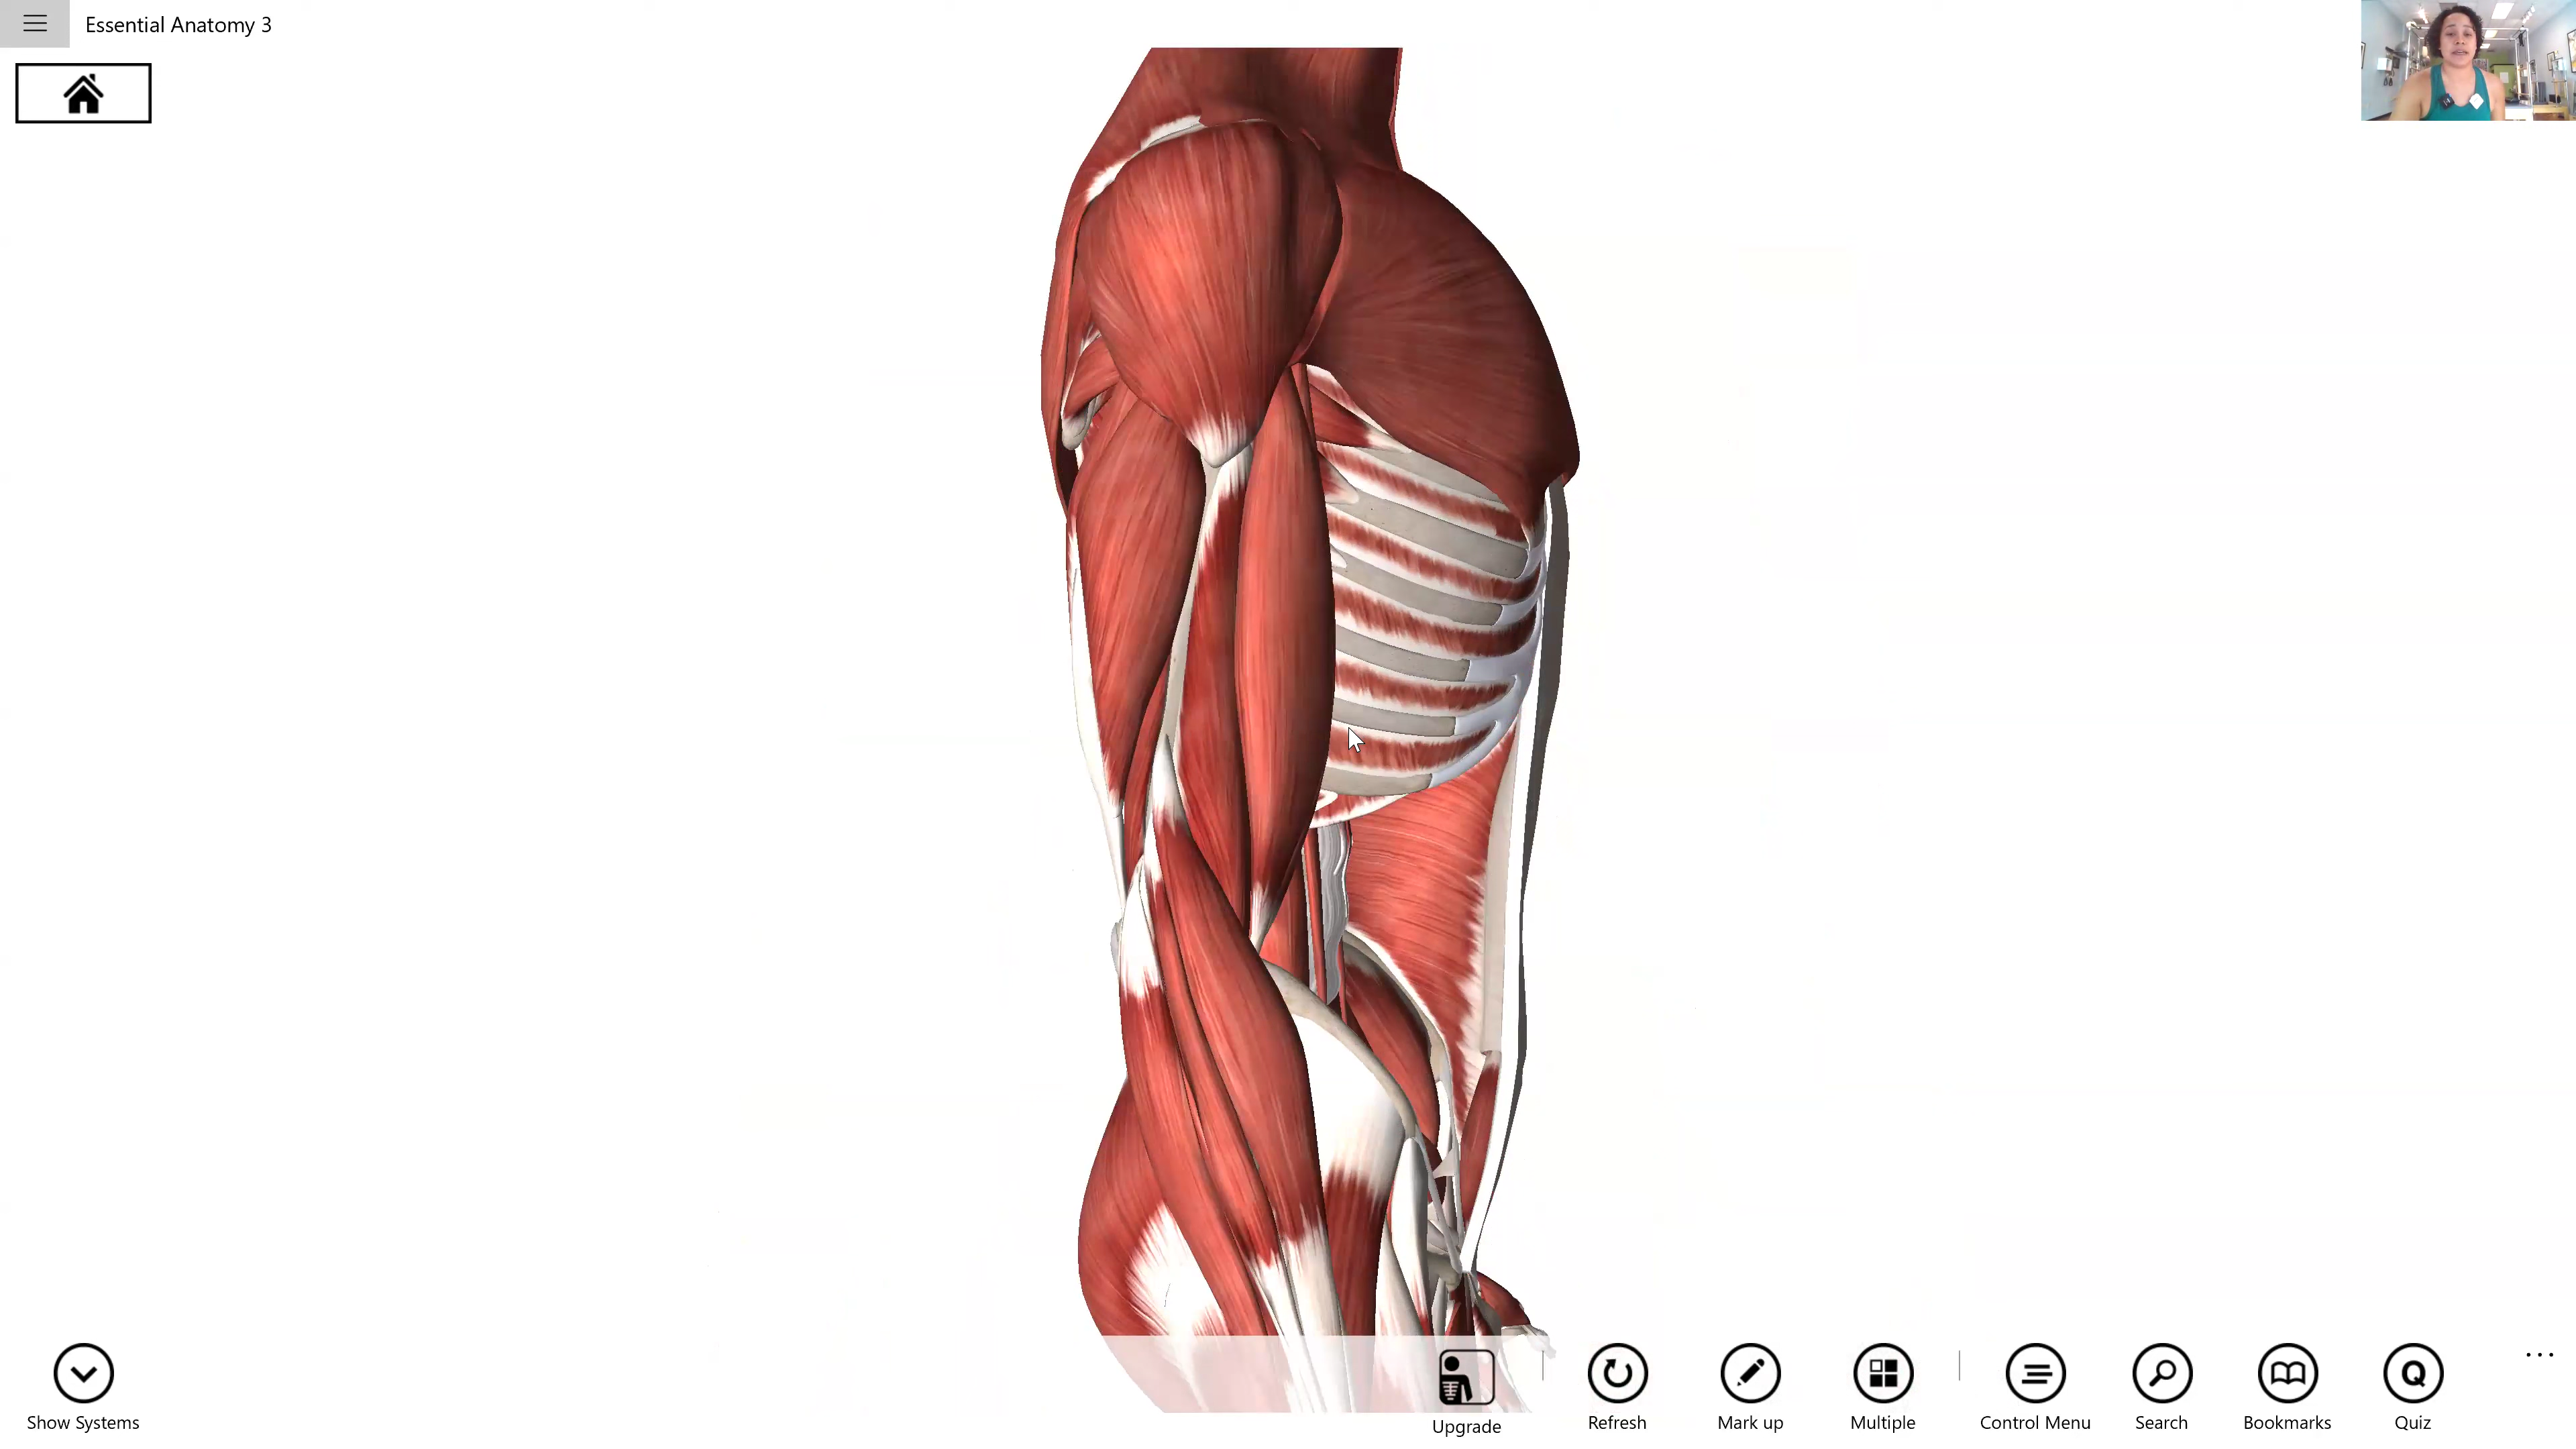 Essential Anatomy 3
Show Systems
Upgrade
Refresh
Mark up
Multiple
Control Menu
Search
Bookmarks
Q
Quiz